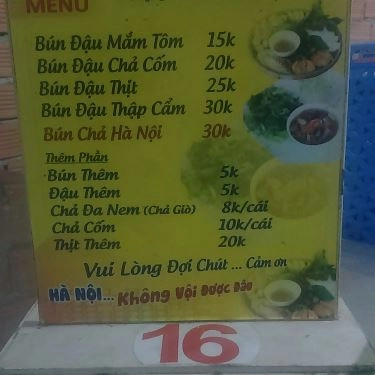 MENU
Bún Đậu Mắm Tôm 15k
Bún Đậu Chả Cốm 20k
Bún Đậu Thịt 25k
Bún Đậu Thập Cẩm 30k
Bún Chả Hà Nội 30k
Thêm Phần
Bún Thêm 5k
Đậu Thêm 5k
Chả Đa Nem (Chả Giò) 8k/cái
Chả Cốm 10k/cái
Thịt Thêm 20k
Vui Lòng Đợi Chút ... Cảm ơn
HÀ NỘI... Không Vội Được Đâu
16